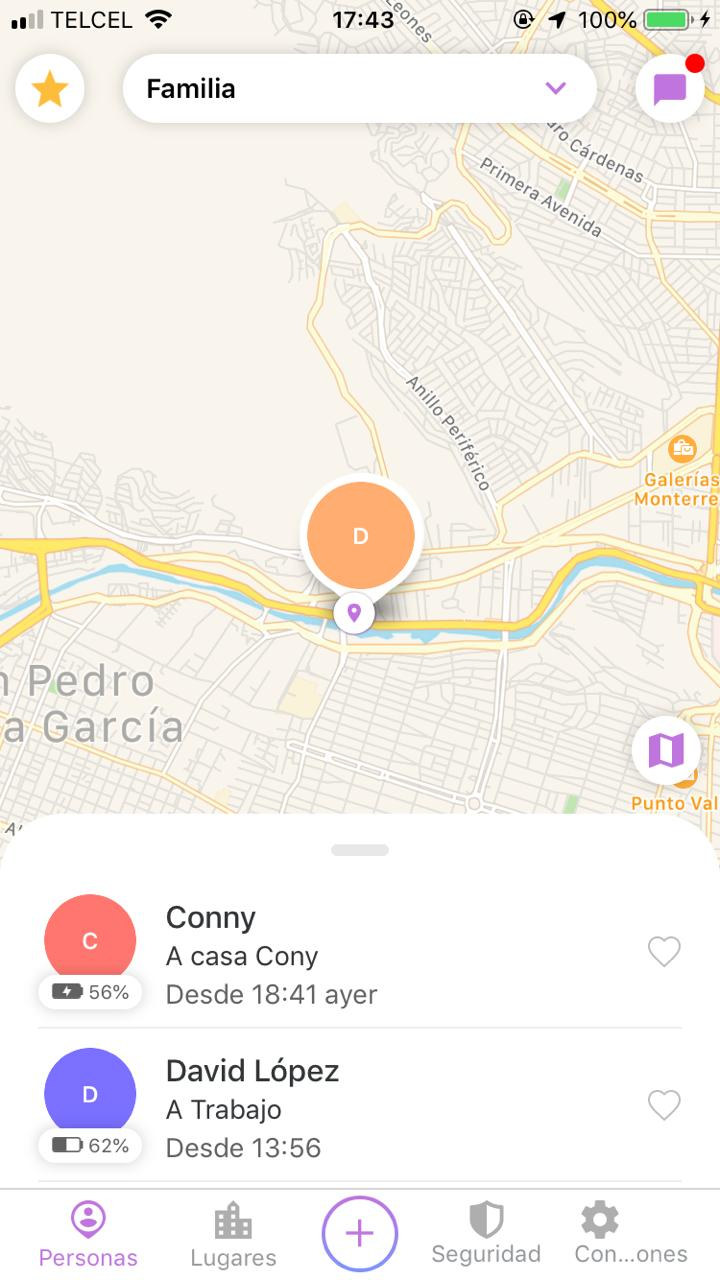 TELCEL
17:43
100%
Leones
Familia
ro Cárdenas
Primera Avenida
Anillo Periférico
Galerías
Monterre
D
n Pedro
a García
Punto Val
C
Conny
A casa Cony
56%
Desde 18:41 ayer
D
David López
A Trabajo
62%
Desde 13:56
Personas
Lugares
Seguridad
Con...ones